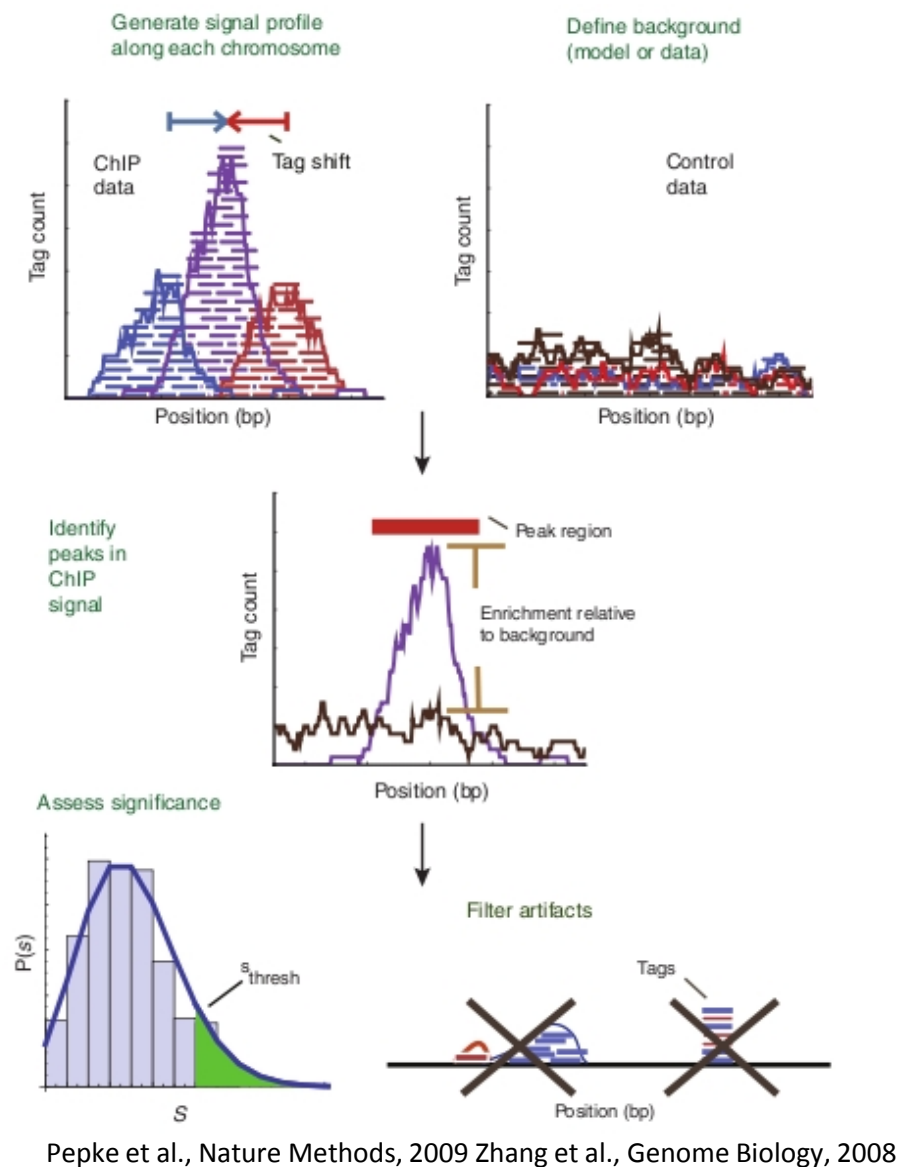 Generate signal profile
along each chromosome
Define background
(model or data)
ChIP
data
Tag shift
Tag count
Position (bp)
Control
data
Tag count
Position (bp)
Identify
peaks in
ChIP
signal
Peak region
Enrichment relative
to background
Tag count
Position (bp)
Assess significance
P(s)
s
thresh
S
Filter artifacts
Tags
Position (bp)
Pepke et al., Nature Methods, 2009 Zhang et al., Genome Biology, 2008